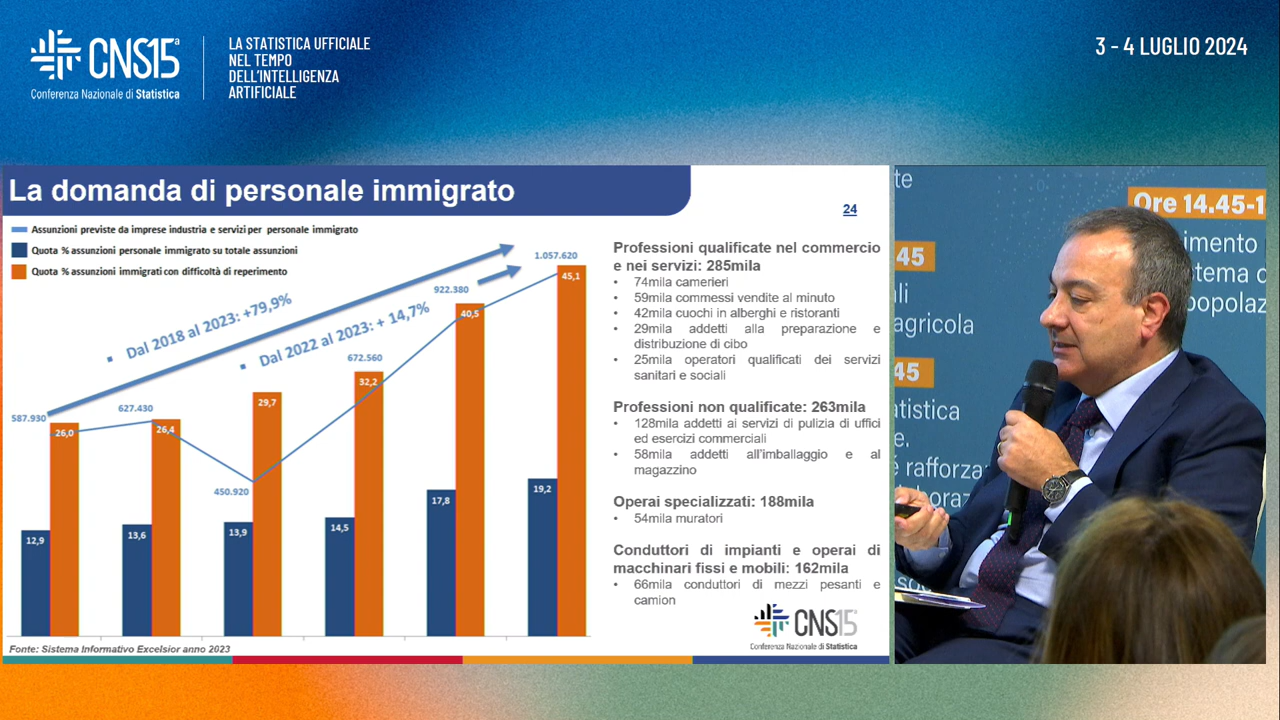 CNS15ª
Conferenza Nazionale di Statistica
LA STATISTICA UFFICIALE
NEL TEMPO
DELL'INTELLIGENZA
ARTIFICIALE
3 - 4 LUGLIO 2024
La domanda di personale immigrato
24
Assunzioni previste da imprese industria e servizi per personale immigrato
Quota % assunzioni personale immigrato su totale assunzioni
Quota % assunzioni immigrati con difficoltà di reperimento
▪ Dal 2018 al 2023: +79,9%
▪ Dal 2022 al 2023: + 14,7%
587.930
627.430
450.920
672.560
922.380
1.057.620
26,0
26,4
29,7
32,2
40,5
45,1
12,9
13,6
13,9
14,5
17,8
19,2
Fonte: Sistema Informativo Excelsior anno 2023
Professioni qualificate nel commercio
e nei servizi: 285mila
• 74mila camerieri
• 59mila commessi vendite al minuto
• 42mila cuochi in alberghi e ristoranti
• 29mila addetti alla preparazione e
distribuzione di cibo
• 25mila operatori qualificati dei servizi
sanitari e sociali
Professioni non qualificate: 263mila
• 128mila addetti ai servizi di pulizia di uffici
ed esercizi commerciali
• 58mila addetti all'imballaggio e al
magazzino
Operai specializzati: 188mila
• 54mila muratori
Conduttori di impianti e operai di
macchinari fissi e mobili: 162mila
• 66mila conduttori di mezzi pesanti e
camion
CNS15ª
Conferenza Nazionale di Statistica
te
Ore 14.45-1
imento
45
tema
li
popolaz
agricola
45
atistica
e.
è rafforza
laboraz